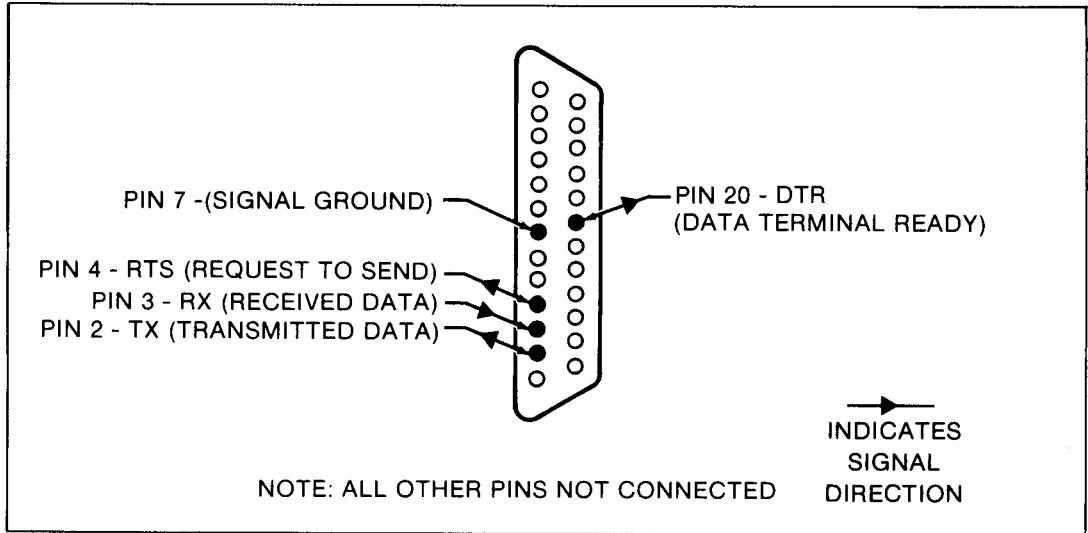 PIN 7 -(SIGNAL GROUND)
PIN 4 - RTS (REQUEST TO SEND)
PIN 3 - RX (RECEIVED DATA)
PIN 2 - TX (TRANSMITTED DATA)
PIN 20 - DTR
(DATA TERMINAL READY)
INDICATES
SIGNAL
DIRECTION
NOTE: ALL OTHER PINS NOT CONNECTED